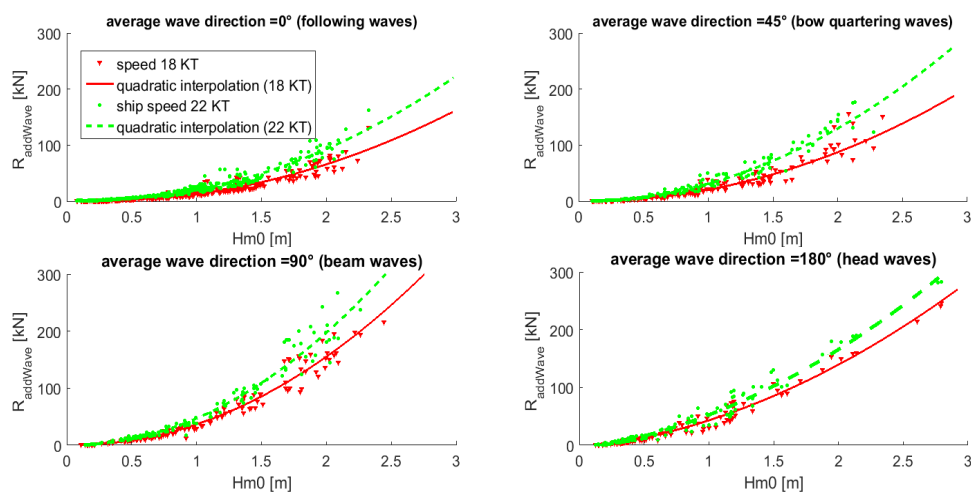 average wave direction =0° (following waves)
300
200
100
0
R_addWave [kN]
speed 18 KT
quadratic interpolation (18 KT)
ship speed 22 KT
quadratic interpolation (22 KT)
0 0.5 1 1.5 2 2.5 3
Hm0 [m]
average wave direction =45° (bow quartering waves)
300
200
100
0
R_addWave [kN]
0 0.5 1 1.5 2 2.5 3
Hm0 [m]
average wave direction =90° (beam waves)
300
200
100
0
R_addWave [kN]
0 0.5 1 1.5 2 2.5 3
Hm0 [m]
average wave direction =180° (head waves)
300
200
100
0
R_addWave [kN]
0 0.5 1 1.5 2 2.5 3
Hm0 [m]